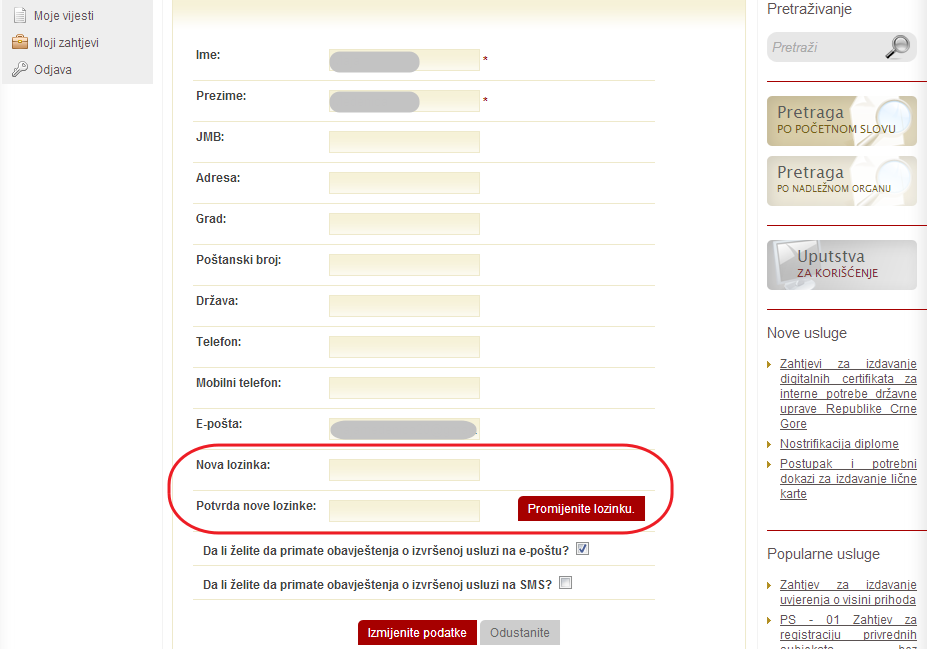 Moje vijesti
Moji zahtjevi
Odjava
Ime:
*
Prezime:
*
JMB:
Adresa:
Grad:
Poštanski broj:
Država:
Telefon:
Mobilni telefon:
E-pošta:
Nova lozinka:
Potvrda nove lozinke:
Promijenite lozinku.
Da li želite da primate obavještenja o izvršenoj usluzi na e-poštu?
Da li želite da primate obavještenja o izvršenoj usluzi na SMS?
Izmijenite podatke
Odustanite
Pretraživanje
Pretraži
Pretraga
PO POČETNOM SLOVU
Pretraga
PO NADLEŽNOM ORGANU
Uputstva
ZA KORIŠĆENJE
Nove usluge
Zahtjevi za izdavanje
digitalnih certifikata za
interne potrebe državne
uprave Republike Crne
Gore
Nostrifikacija diplome
Postupak i potrebni
dokazi za izdavanje lične
karte
Popularne usluge
Zahtjev za izdavanje
uvjerenja o visini prihoda
PS - 01 Zahtjev za
registraciju privrednih